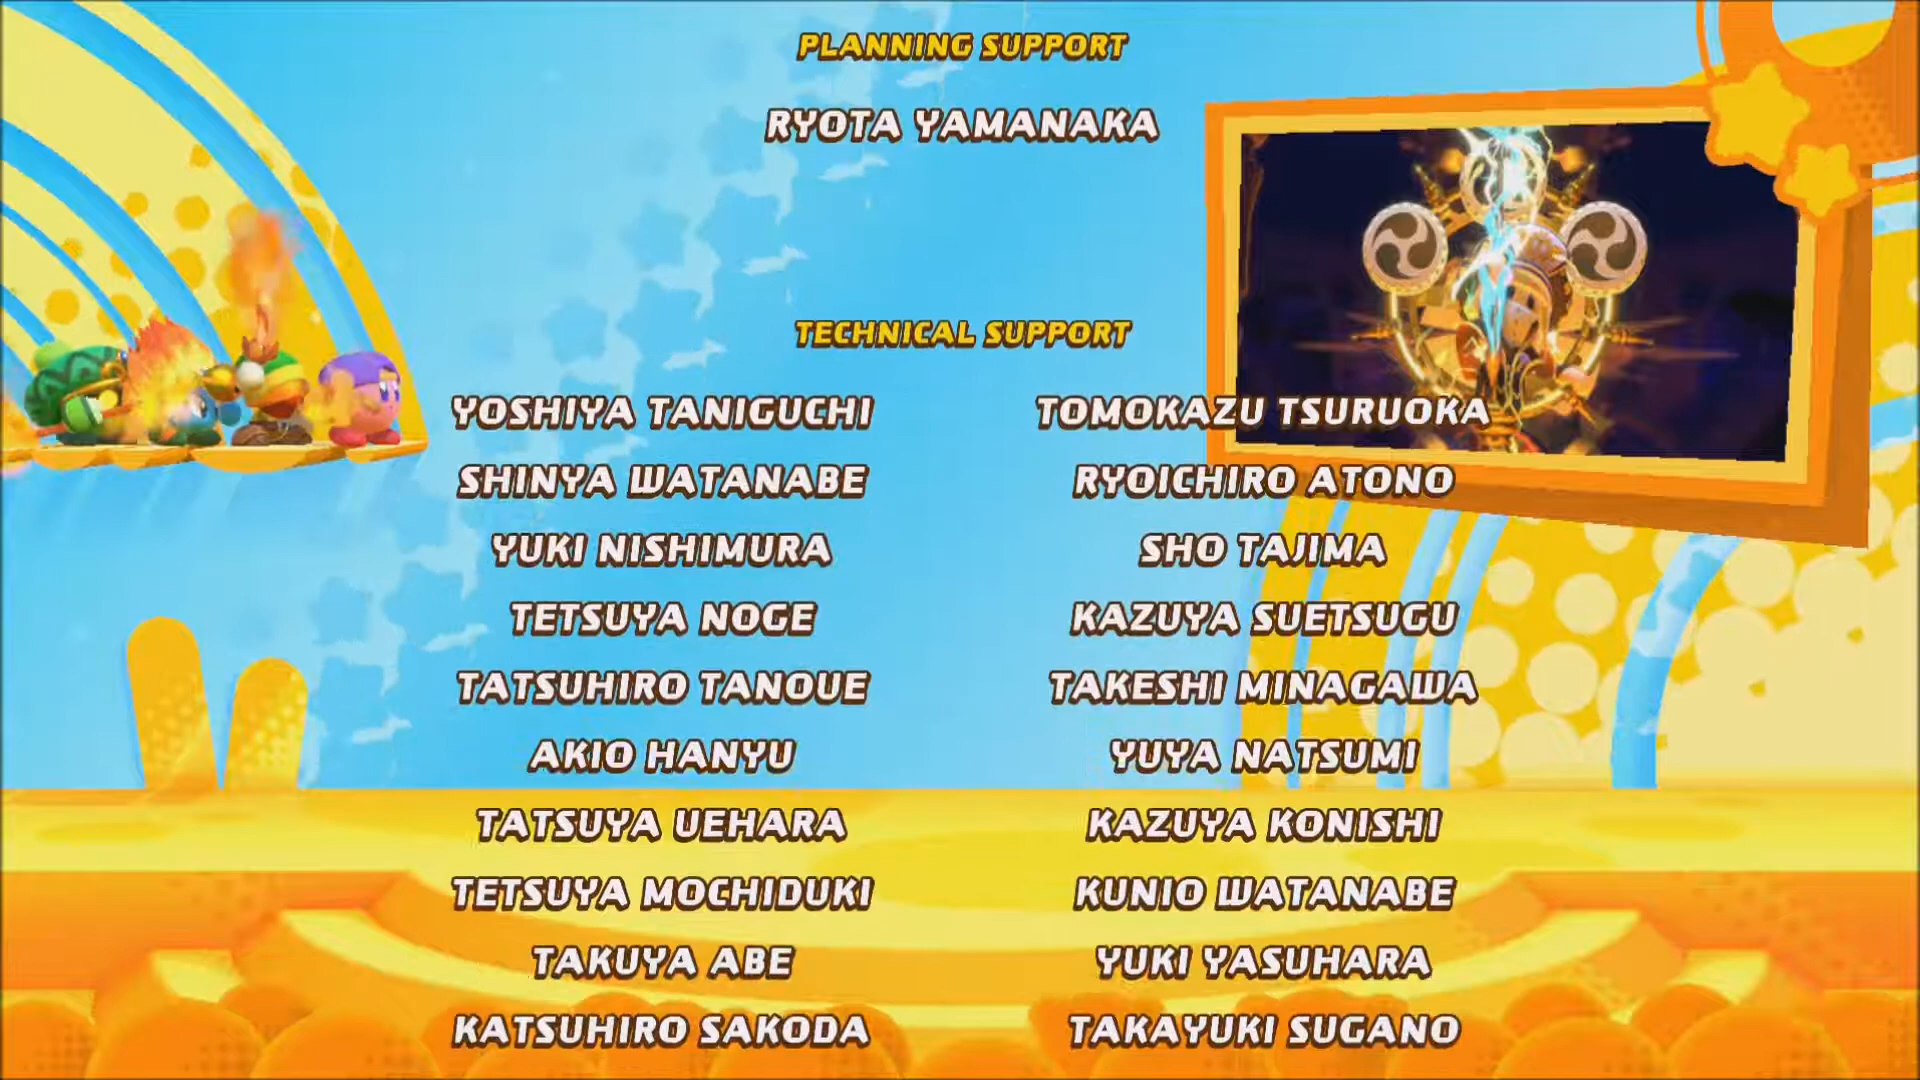 PLANNING SUPPORT
RYOTA YAMANAKA
TECHNICAL SUPPORT
YOSHIYA TANIGUCHI TOMOKAZU TSURUOKA
SHINYA WATANABE RYOICHIRO ATONO
YUKI NISHIMURA SHO TAJIMA
TETSUYA NOGE KAZUYA SUETSUGU
TATSUHIRO TANOUE TAKESHI MINAGAWA
AKIO HANYU YUYA NATSUMI
TATSUYA UEHARA KAZUYA KONISHI
TETSUYA MOCHIDUKI KUNIO WATANABE
TAKUYA ABE YUKI YASUHARA
KATSUHIRO SAKODA TAKAYUKI SUGANO